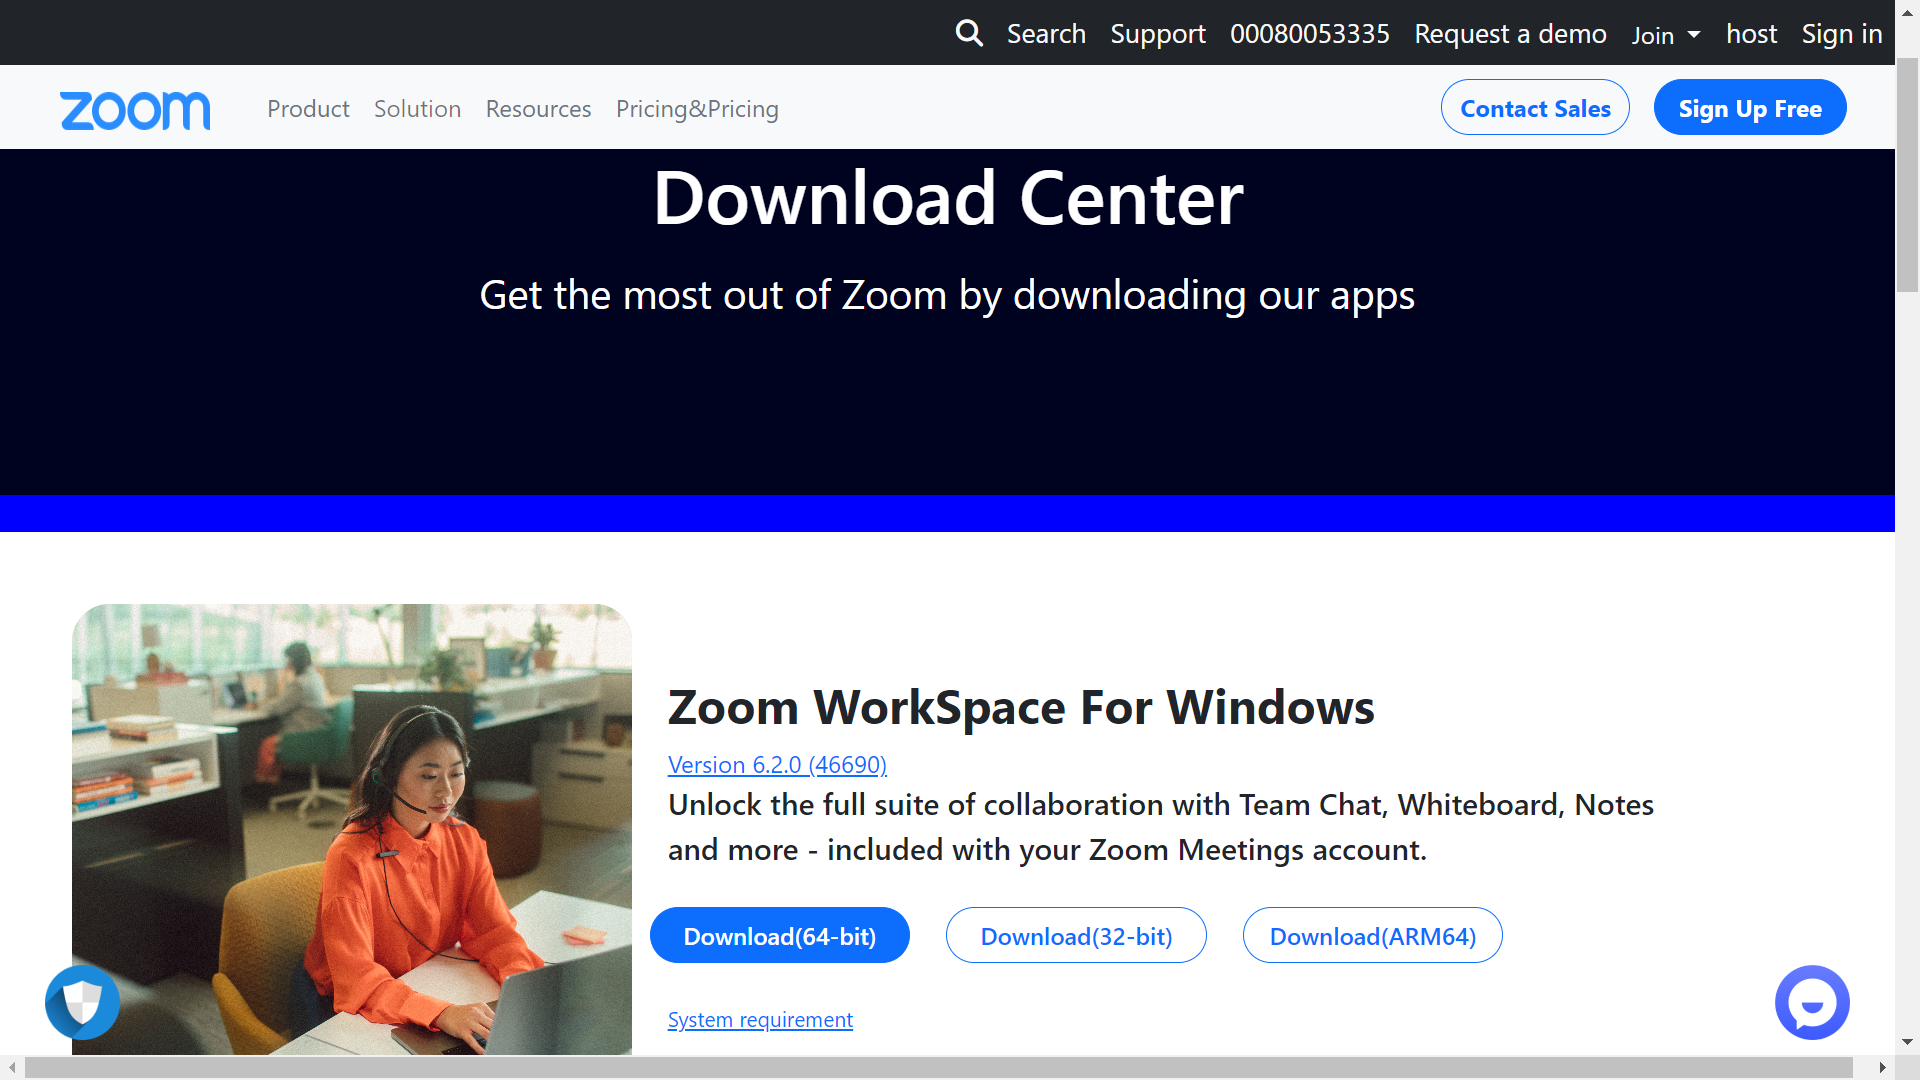 Search Support 00080053335 Request a demo Join host Sign in
zoom Product Solution Resources Pricing&Pricing Contact Sales Sign Up Free
Download Center
Get the most out of Zoom by downloading our apps
Zoom WorkSpace For Windows
Version 6.2.0 (46690)
Unlock the full suite of collaboration with Team Chat, Whiteboard, Notes
and more - included with your Zoom Meetings account.
Download(64-bit) Download(32-bit) Download(ARM64)
System requirement